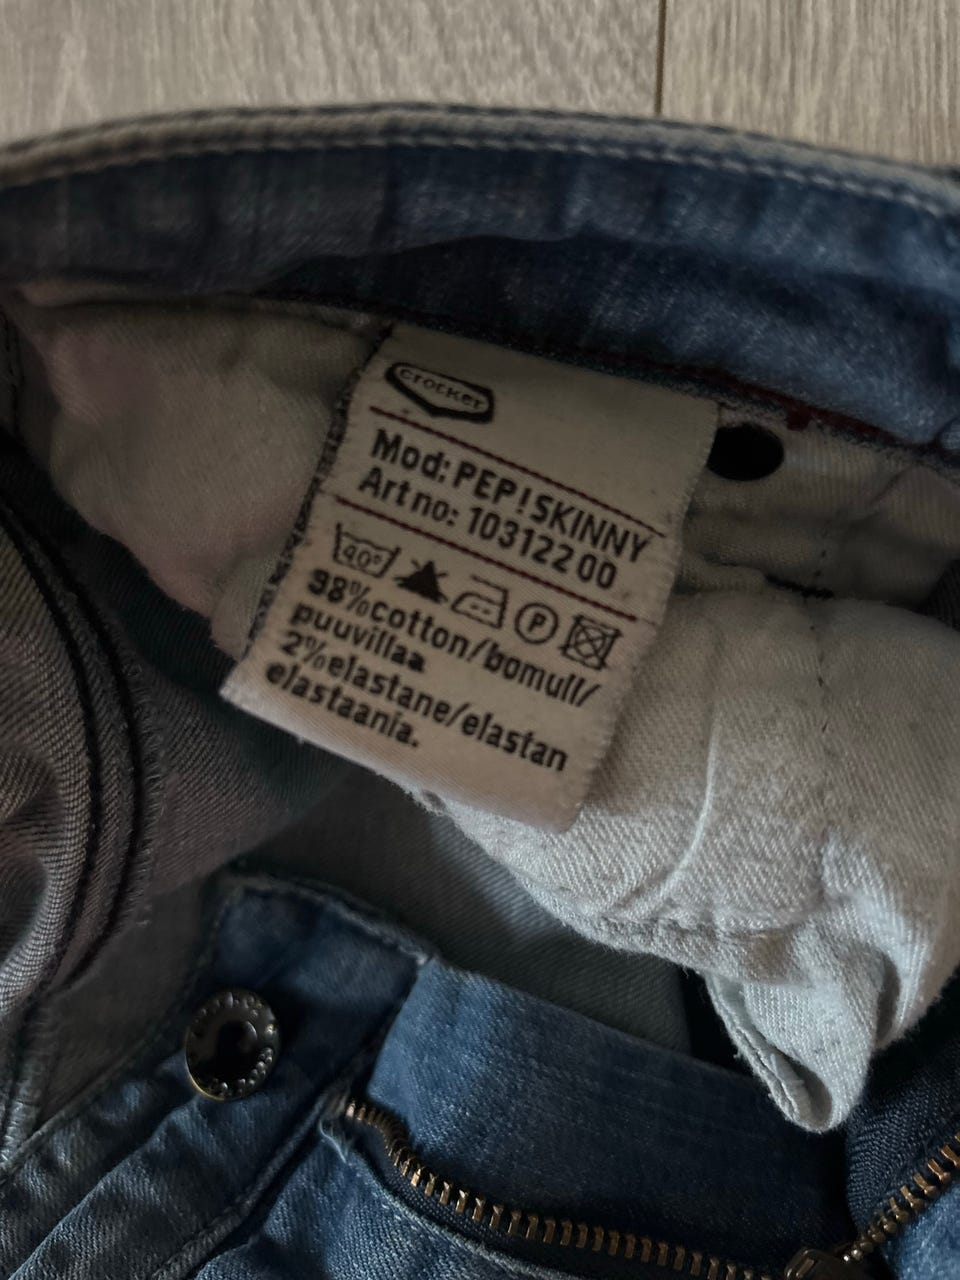 crocker
Mod: PEP!SKINNY
Art no: 10312200
40°
P
98%cotton/bomull/
puuvillaa
2%elastane/elastan
elastaania.